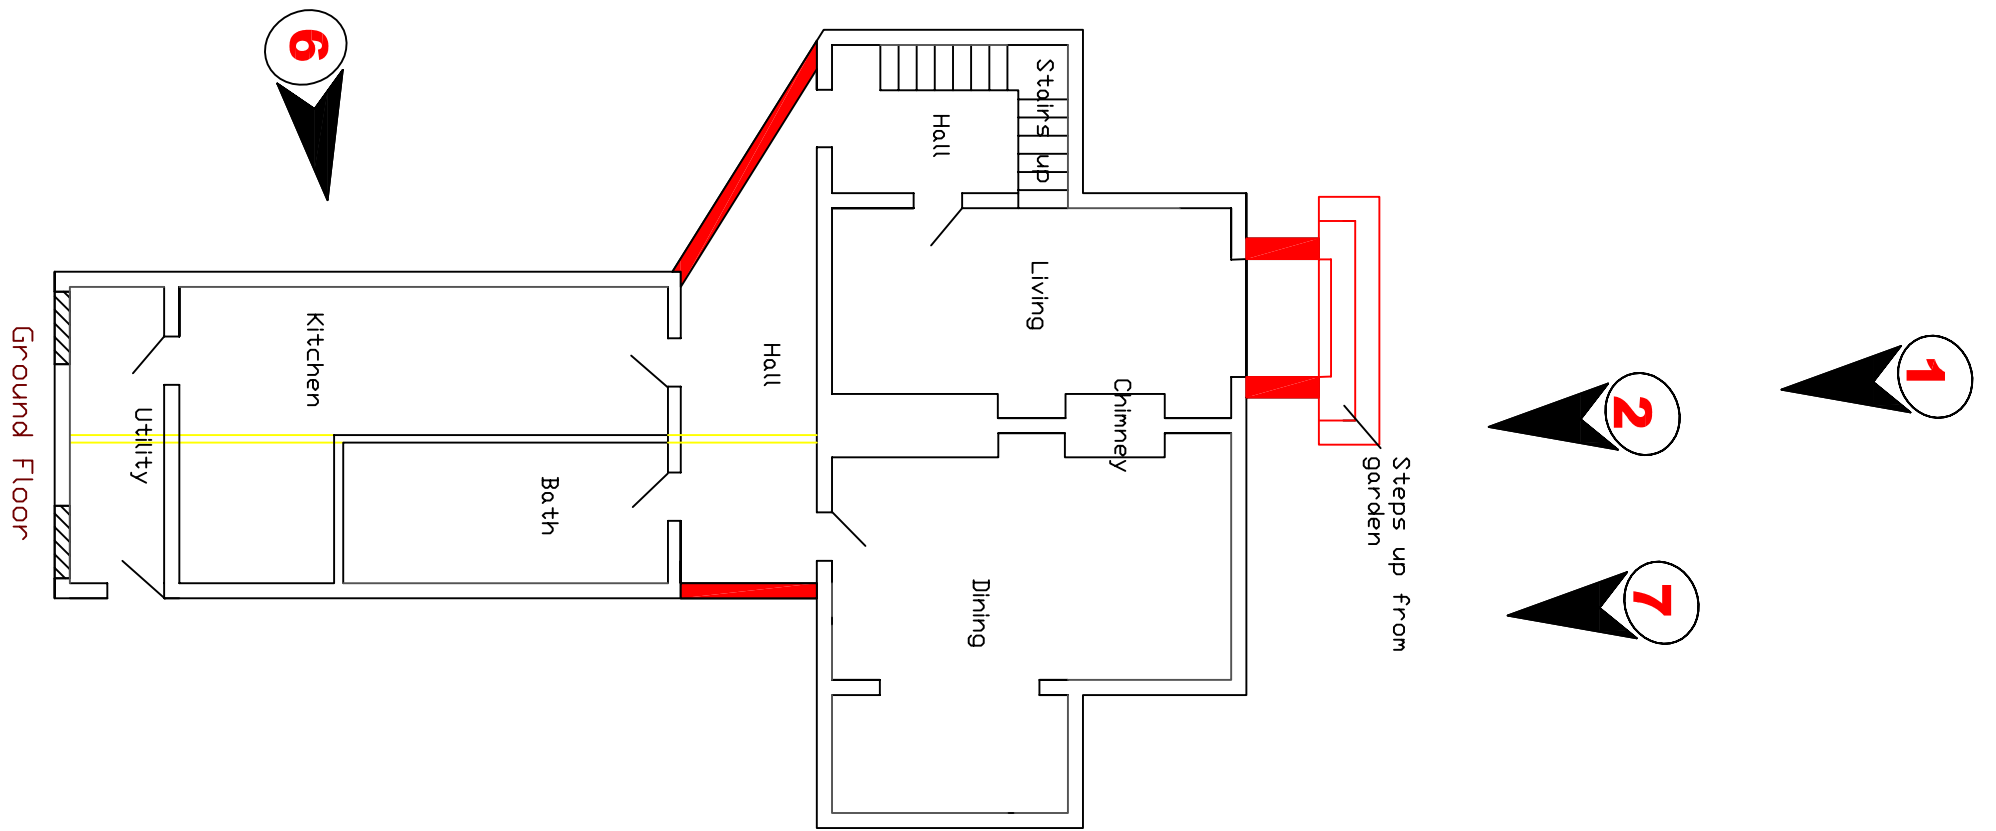 1
2
7
Steps up from
garden
Chimney
Stairs up
Living
Dining
Hall
Hall
Bath
Kitchen
6
Utility
Ground Floor